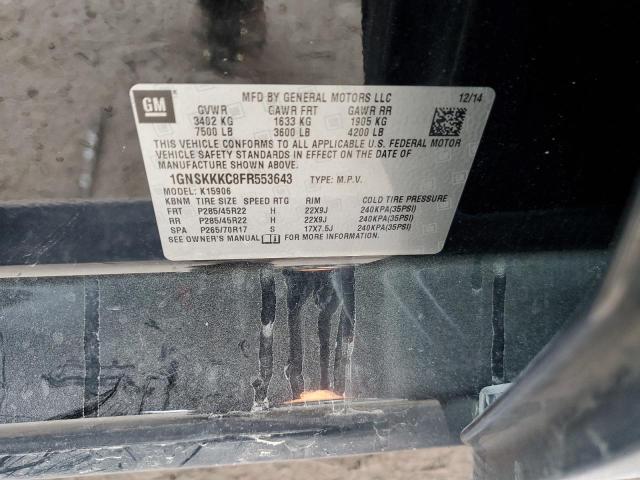 GM
MFD BY GENERAL MOTORS LLC 12/14
GVWR GAWR FRT GAWR RR
3402 KG 1633 KG 1905 KG
7500 LB 3600 LB 4200 LB
THIS VEHICLE CONFORMS TO ALL APPLICABLE U.S. FEDERAL MOTOR
VEHICLE SAFETY STANDARDS IN EFFECT ON THE DATE OF
MANUFACTURE SHOWN ABOVE.
1GNSKKKC8FR553643 TYPE: M.P.V.
MODEL: K15906
KBNM TIRE SIZE SPEED RTG RIM COLD TIRE PRESSURE
FRT P285/45R22 H 22X9J 240KPA(35PSI)
RR P285/45R22 H 22X9J 240KPA(35PSI)
SPA P265/70R17 S 17X7.5J 240KPA(35PSI)
SEE OWNER'S MANUAL FOR MORE INFORMATION.